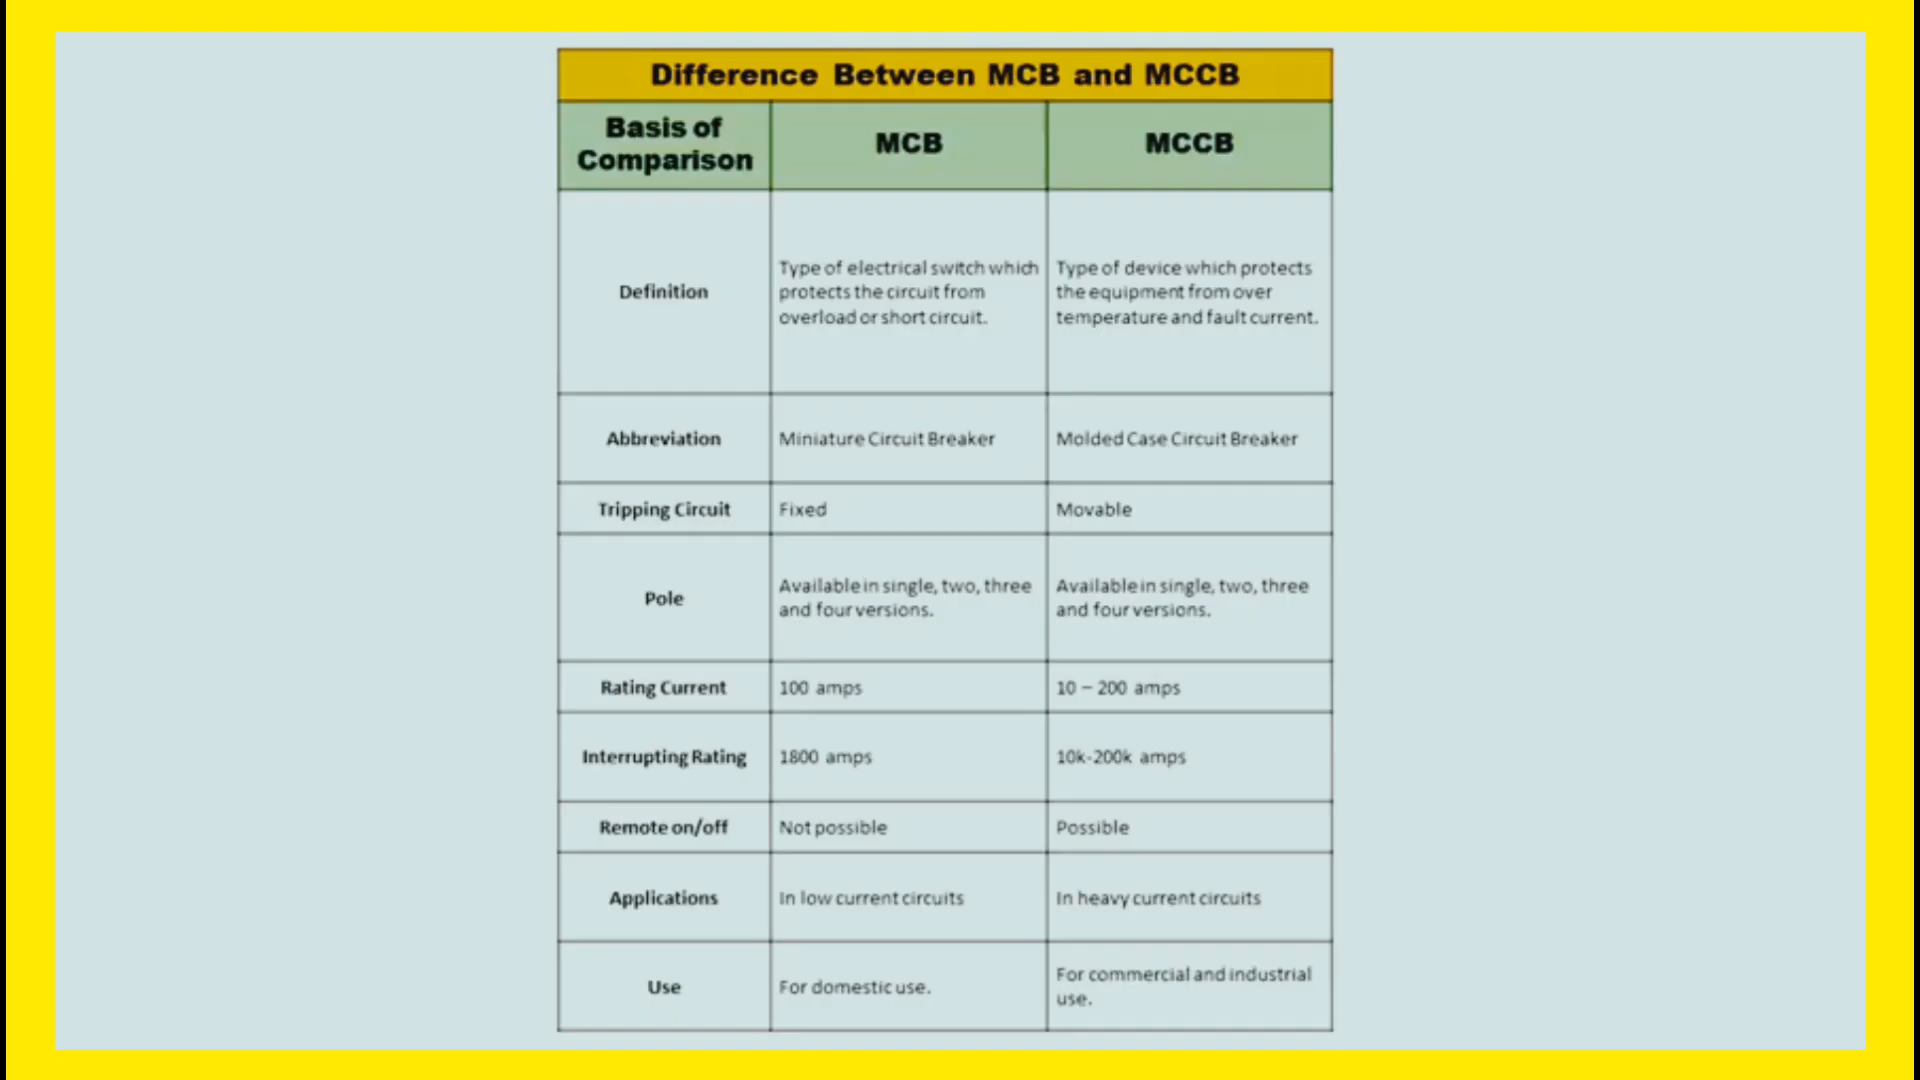 Difference Between MCB and MCCB
Basis of
Comparison
MCB
MCCB
Definition
Type of electrical switch which
protects the circuit from
overload or short circuit.
Type of device which protects
the equipment from over
temperature and fault current.
Abbreviation
Miniature Circuit Breaker
Molded Case Circuit Breaker
Tripping Circuit
Fixed
Movable
Pole
Available in single, two, three
and four versions.
Available in single, two, three
and four versions.
Rating Current
100 amps
10 – 200 amps
Interrupting Rating
1800 amps
10k-200k amps
Remote on/off
Not possible
Possible
Applications
In low current circuits
In heavy current circuits
Use
For domestic use.
For commercial and industrial
use.